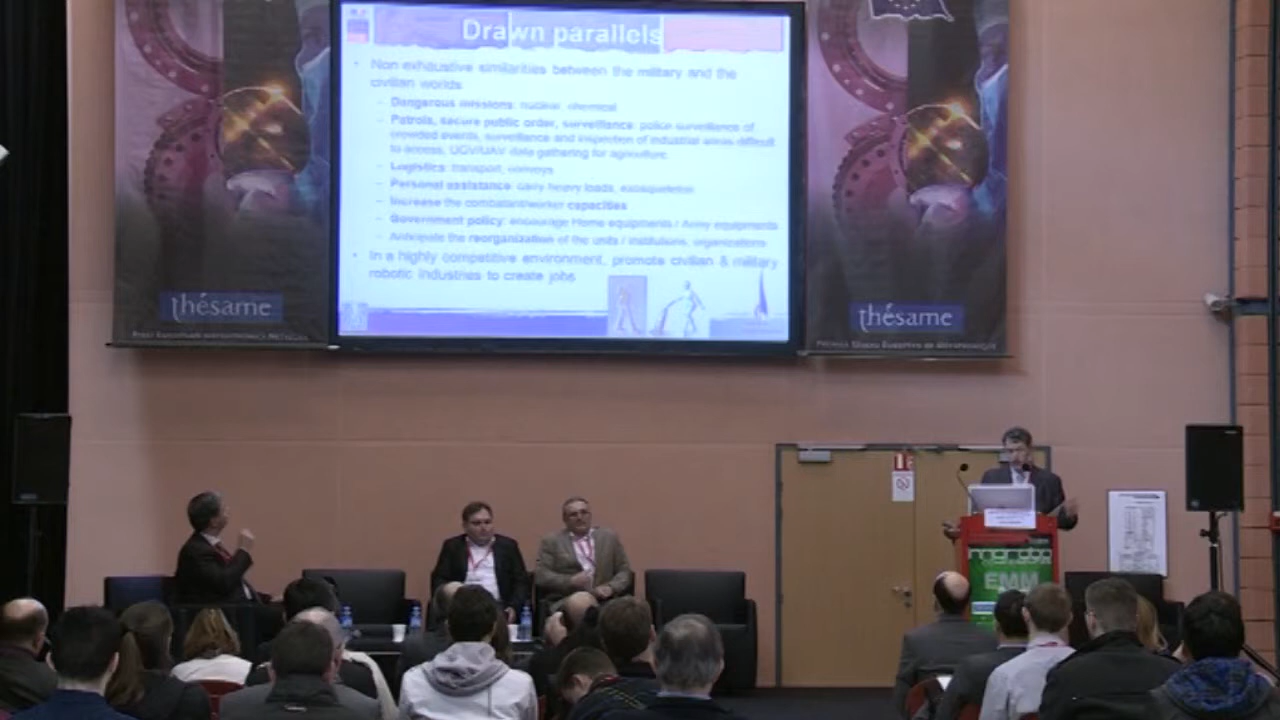 Drawn parallels
• Non exhaustive similarities between the military and the
civilian worlds
– Dangerous missions: nuclear, chemical
– Patrols, secure public order, surveillance: police surveillance of
crowded events, surveillance and inspection of industrial areas difficult
to access, UGV/UAV data gathering for agriculture
– Logistics: transport, convoys
– Personal assistance: carry heavy loads, exosqueleton
– Increase the combatant/worker capacities
– Government policy: encourage Home equipments / Army equipments
– Anticipate the reorganization of the units / institutions, organizations
• In a highly competitive environment, promote civilian & military
robotic industries to create jobs
thésame
thésame
EMM